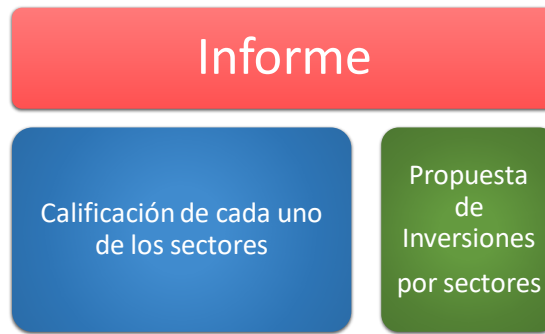 Informe
Calificación de cada uno
de los sectores
Propuesta
de
Inversiones
por sectores